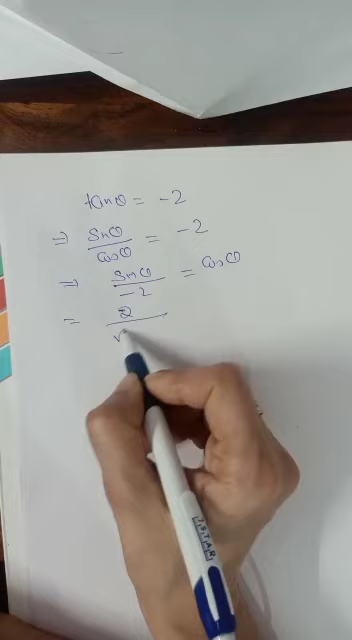 tanθ = -2
⇒ sinθ/cosθ = -2
⇒ sinθ/-2 = cosθ
= 2/√